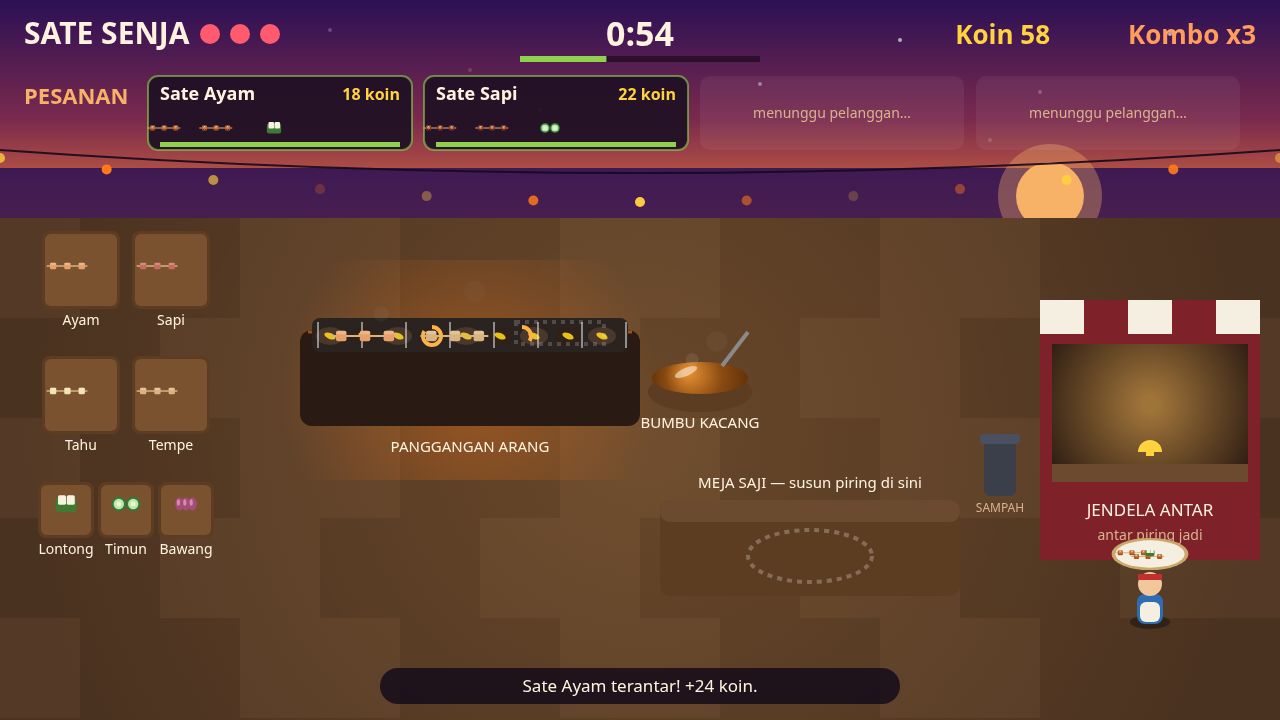 SATE SENJA
0:54
Koin 58
Kombo x3
PESANAN
Sate Ayam
18 koin
Sate Sapi
22 koin
menunggu pelanggan...
menunggu pelanggan...
Ayam
Sapi
Tahu
Tempe
Lontong
Timun
Bawang
PANGGANGAN ARANG
BUMBU KACANG
MEJA SAJI — susun piring di sini
SAMPAH
JENDELA ANTAR
antar piring jadi
Sate Ayam terantar! +24 koin.